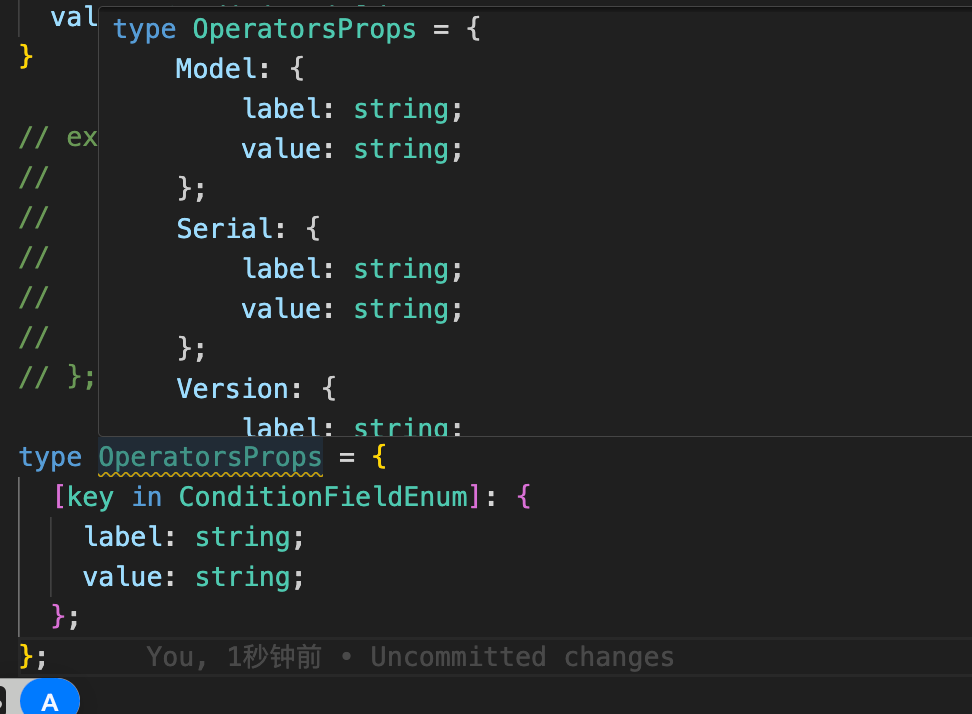 val
type OperatorsProps = {
}
Model: {
label: string;
// ex
value: string;
//
};
//
Serial: {
//
label: string;
//
value: string;
//
};
// };
Version: {
label: string;
type OperatorsProps = {
[key in ConditionFieldEnum]: {
label: string;
value: string;
};
};
You, 1秒钟前 • Uncommitted changes
A